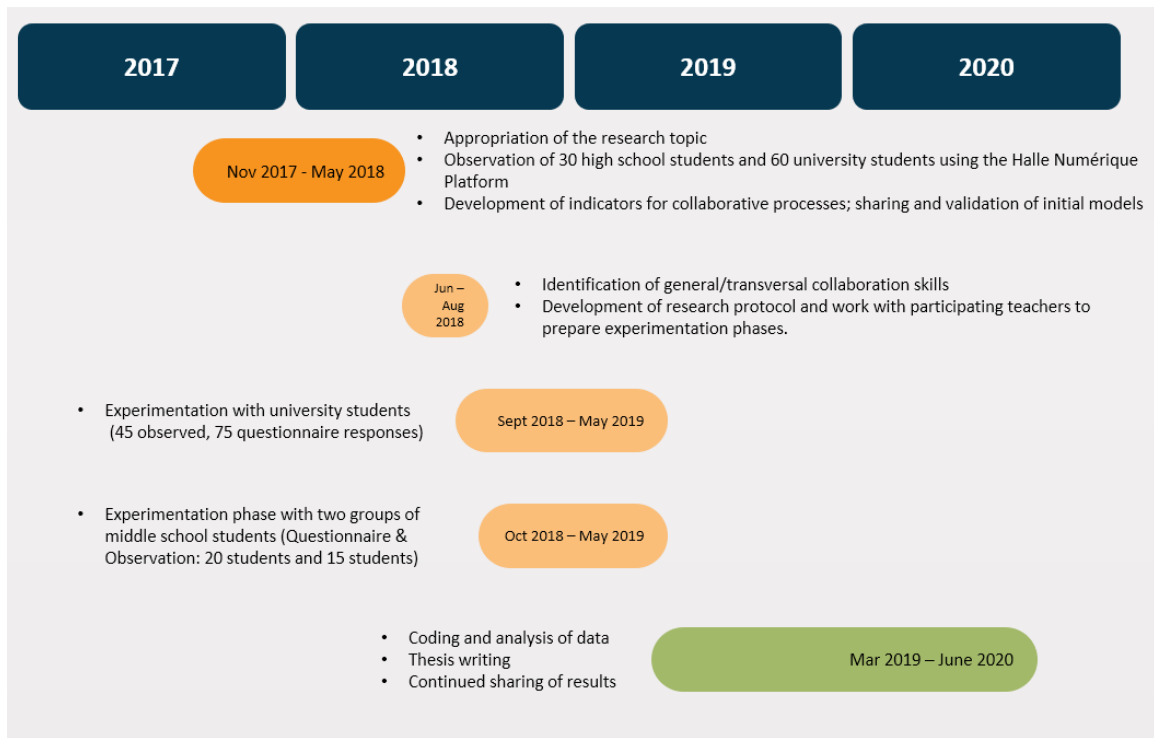 2017
2018
2019
2020
Nov 2017 - May 2018
• Appropriation of the research topic
• Observation of 30 high school students and 60 university students using the Halle Numérique
Platform
• Development of indicators for collaborative processes; sharing and validation of initial models
Jun –
Aug
2018
• Identification of general/transversal collaboration skills
• Development of research protocol and work with participating teachers to
prepare experimentation phases.
• Experimentation with university students
(45 observed, 75 questionnaire responses)
Sept 2018 – May 2019
• Experimentation phase with two groups of
middle school students (Questionnaire &
Observation: 20 students and 15 students)
Oct 2018 – May 2019
• Coding and analysis of data
• Thesis writing
• Continued sharing of results
Mar 2019 – June 2020